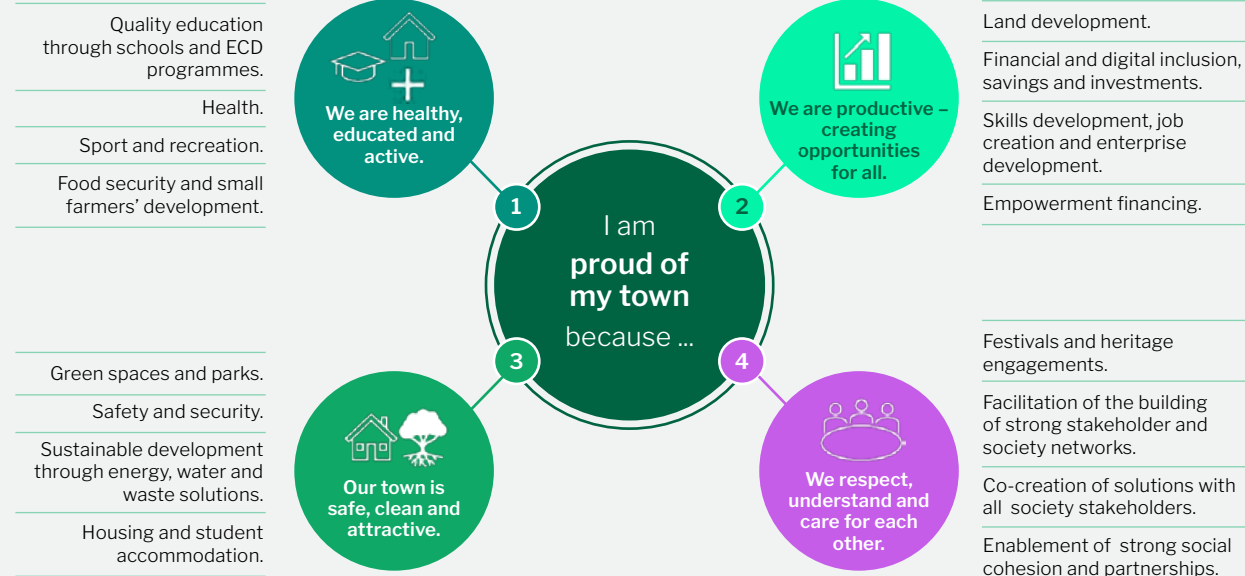 Quality education
through schools and ECD
programmes.
Health.
Sport and recreation.
Food security and small
farmers’ development.
We are healthy,
educated and
active.
1
I am
proud of
my town
because ...
2
We are productive –
creating
opportunities
for all.
Land development.
Financial and digital inclusion,
savings and investments.
Skills development, job
creation and enterprise
development.
Empowerment financing.
Green spaces and parks.
Safety and security.
Sustainable development
through energy, water and
waste solutions.
Housing and student
accommodation.
3
Our town is
safe, clean and
attractive.
4
We respect,
understand and
care for each
other.
Festivals and heritage
engagements.
Facilitation of the building
of strong stakeholder and
society networks.
Co-creation of solutions with
all society stakeholders.
Enablement of strong social
cohesion and partnerships.